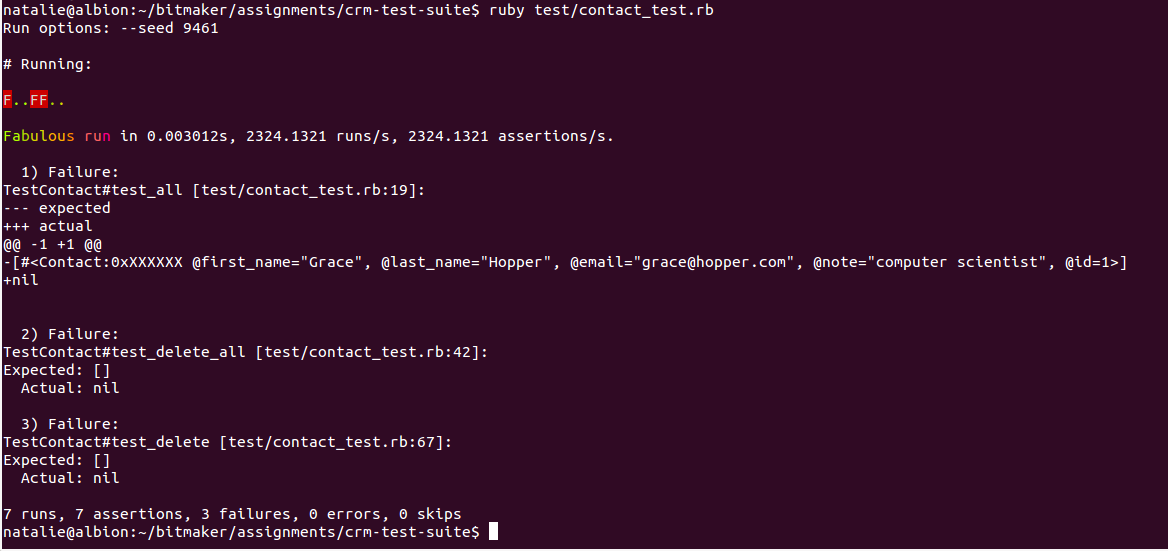 natalie@albion:~/bitmaker/assignments/crm-test-suite$ ruby test/contact_test.rb
Run options: --seed 9461
# Running:
F..FF..
Fabulous run in 0.003012s, 2324.1321 runs/s, 2324.1321 assertions/s.
1) Failure:
TestContact#test_all [test/contact_test.rb:19]:
--- expected
+++ actual
@@ -1 +1 @@
-[#<Contact:0xXXXXXX @first_name="Grace", @last_name="Hopper", @email="grace@hopper.com", @note="computer scientist", @id=1>]
+nil
2) Failure:
TestContact#test_delete_all [test/contact_test.rb:42]:
Expected: []
Actual: nil
3) Failure:
TestContact#test_delete [test/contact_test.rb:67]:
Expected: []
Actual: nil
7 runs, 7 assertions, 3 failures, 0 errors, 0 skips
natalie@albion:~/bitmaker/assignments/crm-test-suite$